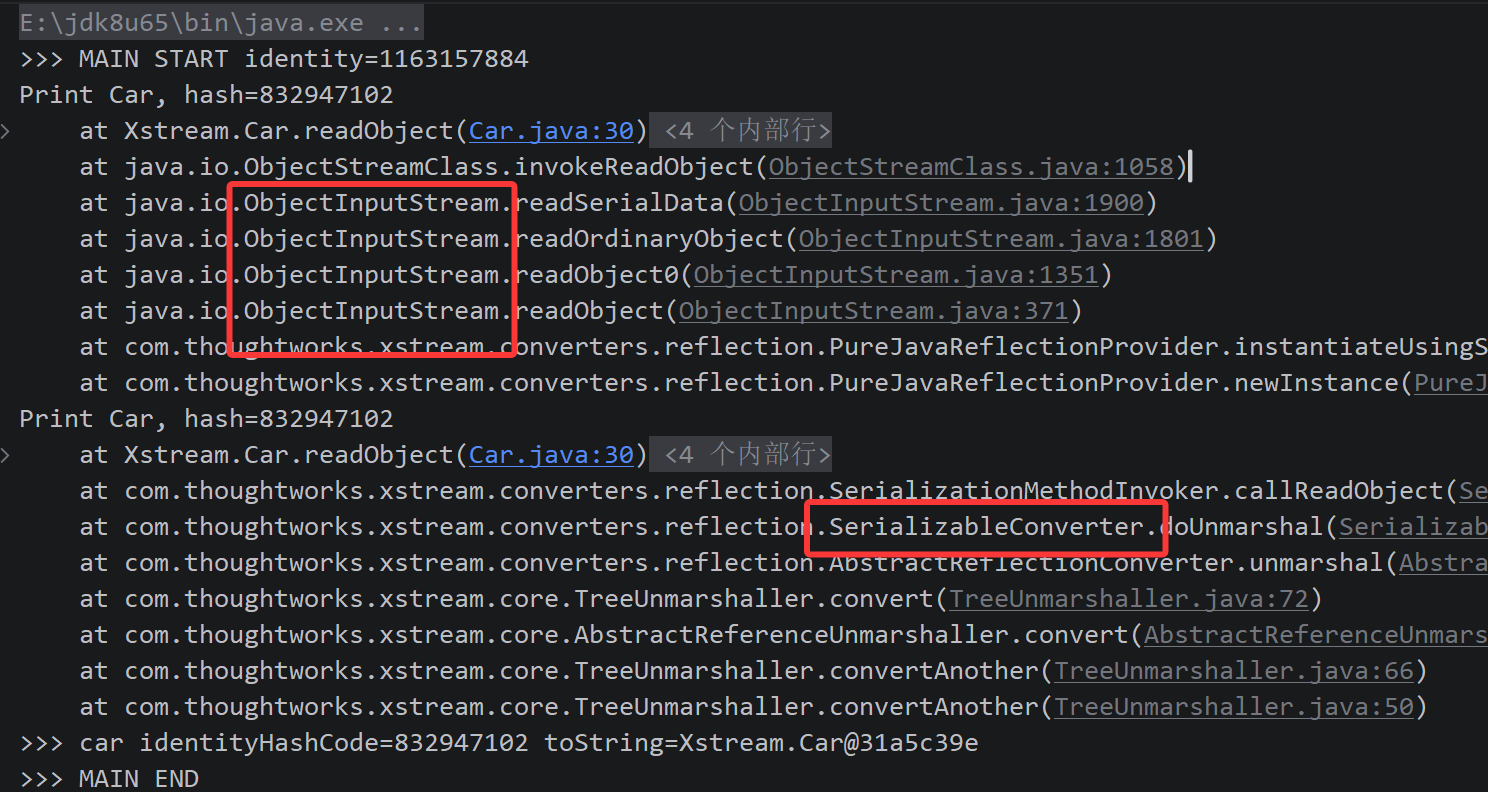 E:\jdk8u65\bin\java.exe ...
>>> MAIN START identity=1163157884
Print Car, hash=832947102
at Xstream.Car.readObject(Car.java:30) <4 个内部行>
at java.io.ObjectStreamClass.invokeReadObject(ObjectStreamClass.java:1058)
at java.io.ObjectInputStream.readSerialData(ObjectInputStream.java:1900)
at java.io.ObjectInputStream.readOrdinaryObject(ObjectInputStream.java:1801)
at java.io.ObjectInputStream.readObject0(ObjectInputStream.java:1351)
at java.io.ObjectInputStream.readObject(ObjectInputStream.java:371)
at com.thoughtworks.xstream.converters.reflection.PureJavaReflectionProvider.instantiateUsingS
at com.thoughtworks.xstream.converters.reflection.PureJavaReflectionProvider.newInstance(PureJ
Print Car, hash=832947102
at Xstream.Car.readObject(Car.java:30) <4 个内部行>
at com.thoughtworks.xstream.converters.reflection.SerializationMethodInvoker.callReadObject(Se
at com.thoughtworks.xstream.converters.reflection.SerializableConverter.doUnmarshal(Serializab
at com.thoughtworks.xstream.converters.reflection.AbstractReflectionConverter.unmarshal(Abstra
at com.thoughtworks.xstream.core.TreeUnmarshaller.convert(TreeUnmarshaller.java:72)
at com.thoughtworks.xstream.core.AbstractReferenceUnmarshaller.convert(AbstractReferenceUnmars
at com.thoughtworks.xstream.core.TreeUnmarshaller.convertAnother(TreeUnmarshaller.java:66)
at com.thoughtworks.xstream.core.TreeUnmarshaller.convertAnother(TreeUnmarshaller.java:50)
>>> car identityHashCode=832947102 toString=Xstream.Car@31a5c39e
>>> MAIN END